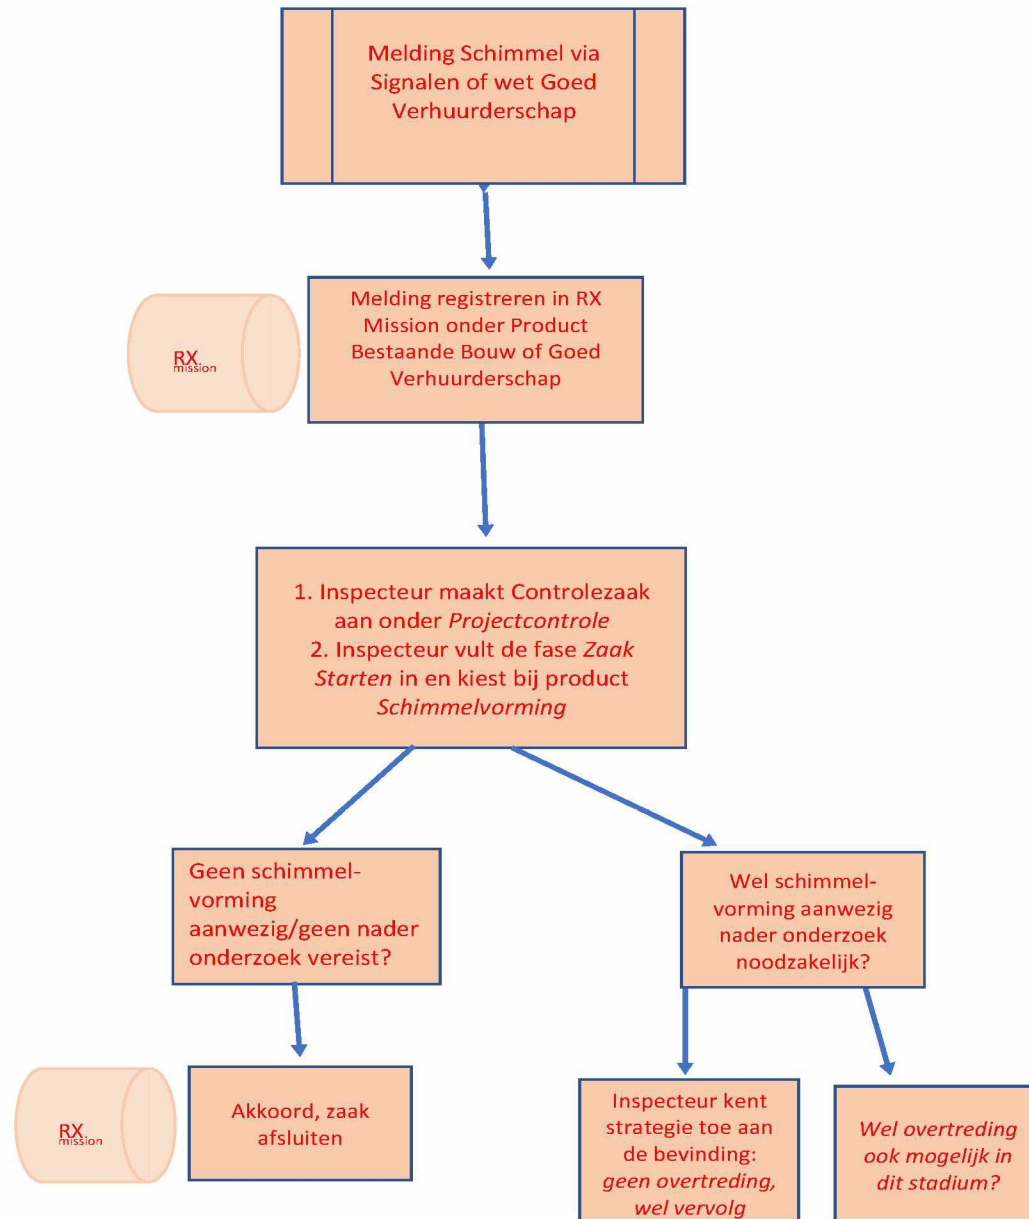 Melding Schimmel via
Signalen of wet Goed
Verhuurderschap
Melding registreren in RX
Mission onder Product
Bestaande Bouw of Goed
Verhuurderschap
RX
mission
1. Inspecteur maakt Controlezaak
aan onder Projectcontrole
2. Inspecteur vult de fase Zaak
Starten in en kiest bij product
Schimmelvorming
Geen schimmel-
vorming
aanwezig/geen nader
onderzoek vereist?
Wel schimmel-
vorming aanwezig
nader onderzoek
noodzakelijk?
RX
mission
Akkoord, zaak
afsluiten
Inspecteur kent
strategie toe aan
de bevinding:
geen overtreding,
wel vervolg
Wel overtreding
ook mogelijk in
dit stadium?